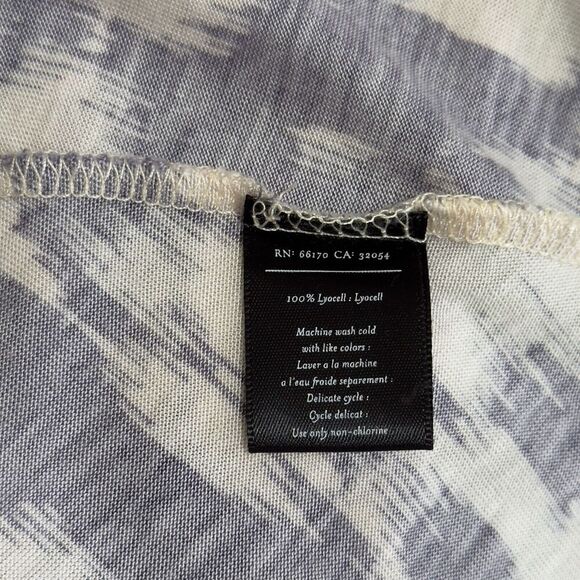 RN: 66170 CA: 32054
100% Lyocell : Lyocell
Machine wash cold
with like colors :
Laver a la machine
a l'eau froide separement :
Delicate cycle :
Cycle delicat :
Use only non-chlorine